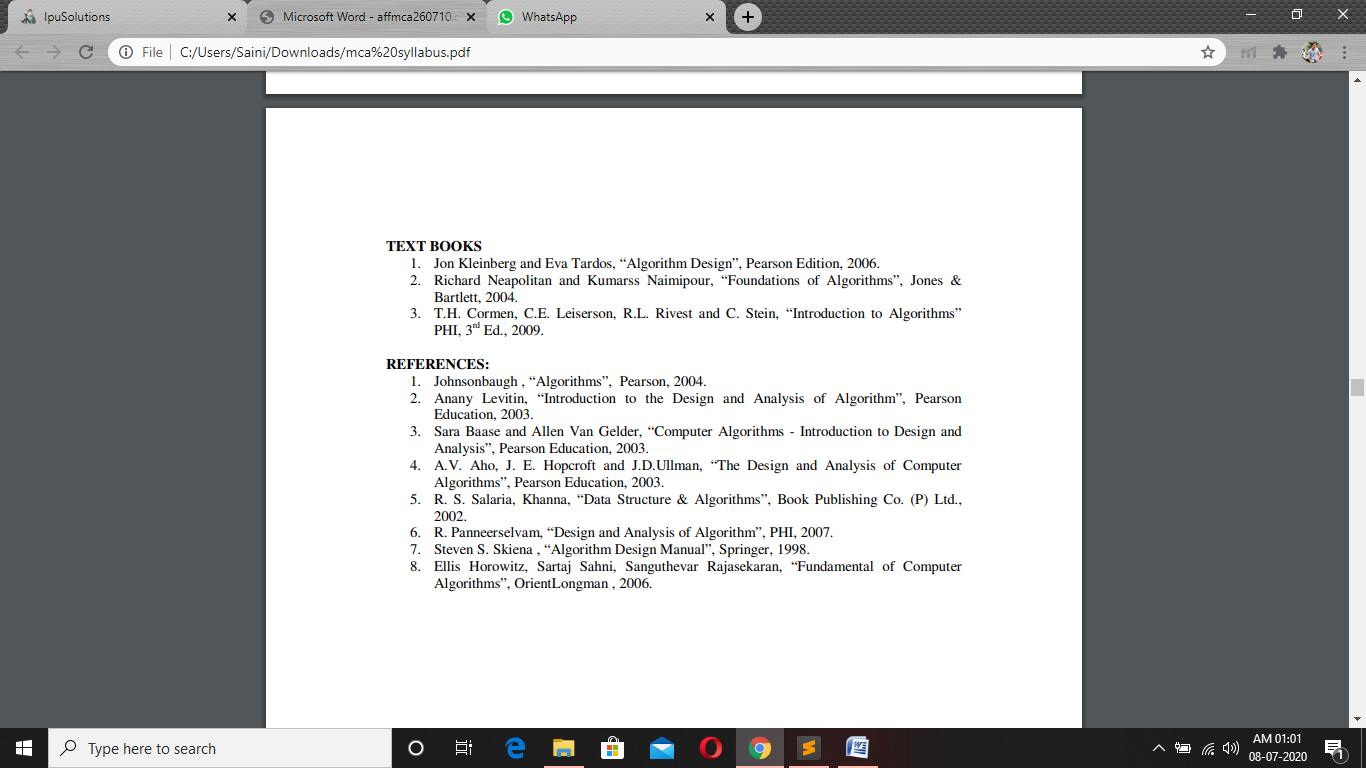 IpuSolutions
Microsoft Word - affmca260710.
WhatsApp
File
C:/Users/Saini/Downloads/mca%20syllabus.pdf
TEXT BOOKS
1. Jon Kleinberg and Eva Tardos, “Algorithm Design”, Pearson Edition, 2006.
2. Richard Neapolitan and Kumarss Naimipour, “Foundations of Algorithms”, Jones &
Bartlett, 2004.
3. T.H. Cormen, C.E. Leiserson, R.L. Rivest and C. Stein, “Introduction to Algorithms”
PHI, 3rd Ed., 2009.
REFERENCES:
1. Johnsonbaugh , “Algorithms”, Pearson, 2004.
2. Anany Levitin, “Introduction to the Design and Analysis of Algorithm”, Pearson
Education, 2003.
3. Sara Baase and Allen Van Gelder, “Computer Algorithms - Introduction to Design and
Analysis”, Pearson Education, 2003.
4. A.V. Aho, J. E. Hopcroft and J.D.Ullman, “The Design and Analysis of Computer
Algorithms”, Pearson Education, 2003.
5. R. S. Salaria, Khanna, “Data Structure & Algorithms”, Book Publishing Co. (P) Ltd.,
2002.
6. R. Panneerselvam, “Design and Analysis of Algorithm”, PHI, 2007.
7. Steven S. Skiena , “Algorithm Design Manual”, Springer, 1998.
8. Ellis Horowitz, Sartaj Sahni, Sanguthevar Rajasekaran, “Fundamental of Computer
Algorithms”, OrientLongman , 2006.
Type here to search
AM 01:01
08-07-2020
1